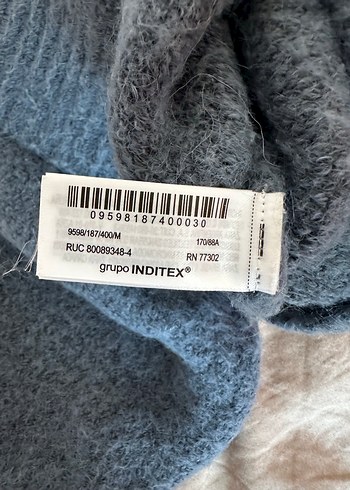 09598187400030
9598/187/400/M 170/88A
RUC 80089348-4 RN 77302
grupo INDITEX®